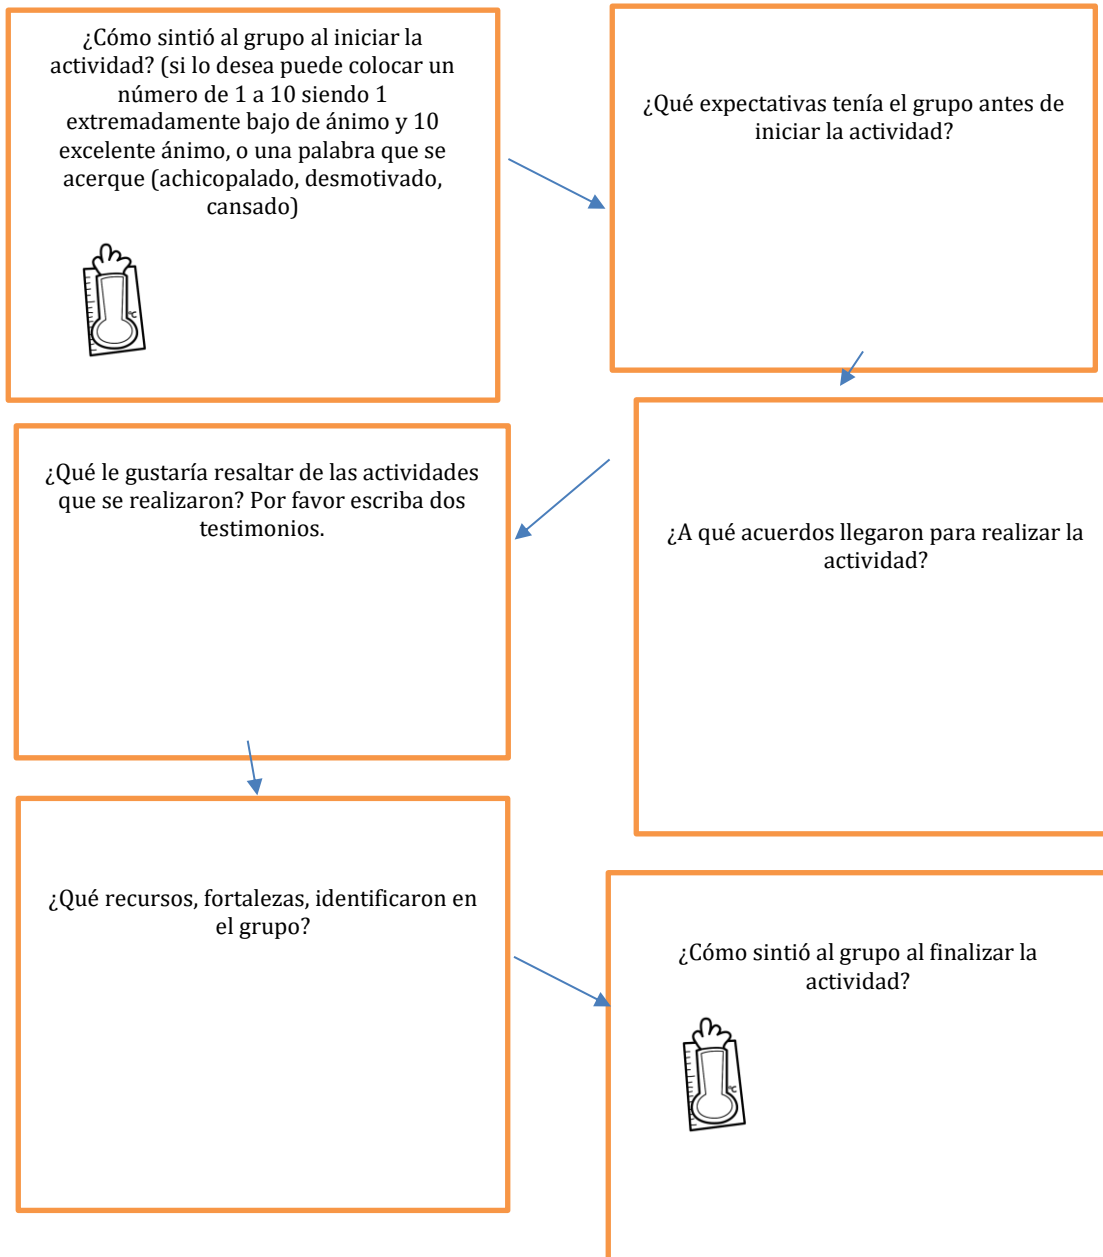 ¿Cómo sintió al grupo al iniciar la
actividad? (si lo desea puede colocar un
número de 1 a 10 siendo 1
extremadamente bajo de ánimo y 10
excelente ánimo, o una palabra que se
acerque (achicopalado, desmotivado,
cansado)
°C
¿Qué expectativas tenía el grupo antes de
iniciar la actividad?
¿A qué acuerdos llegaron para realizar la
actividad?
¿Qué le gustaría resaltar de las actividades
que se realizaron? Por favor escriba dos
testimonios.
¿Qué recursos, fortalezas, identificaron en
el grupo?
¿Cómo sintió al grupo al finalizar la
actividad?
°C